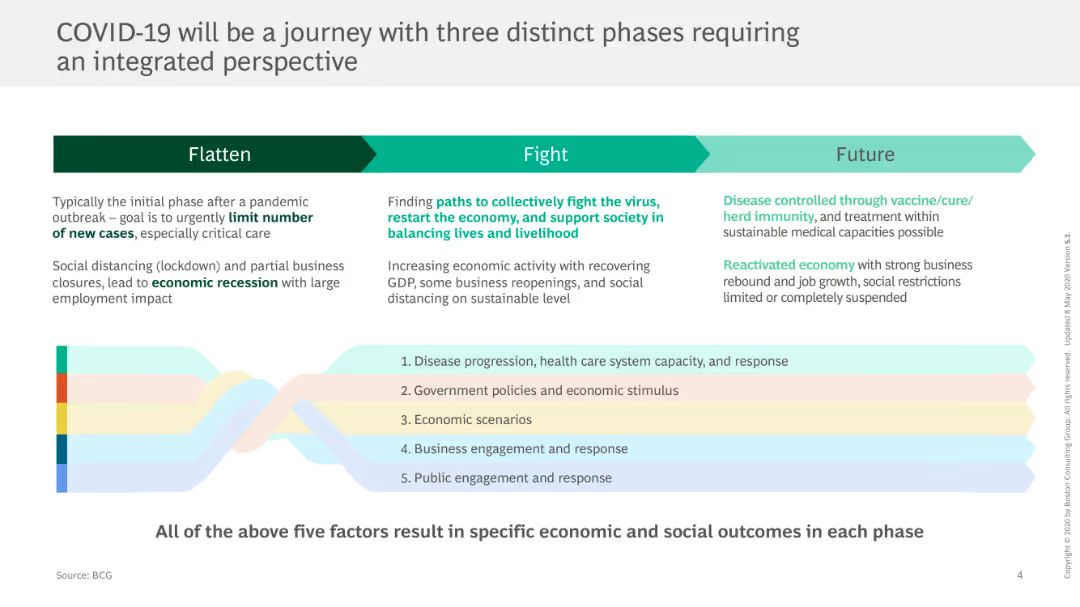 COVID-19 will be a journey with three distinct phases requiring
an integrated perspective
Flatten
Fight
Future
Typically the initial phase after a pandemic
outbreak – goal is to urgently limit number
of new cases, especially critical care
Social distancing (lockdown) and partial business
closures, lead to economic recession with large
employment impact
Finding paths to collectively fight the virus,
restart the economy, and support society in
balancing lives and livelihood
Increasing economic activity with recovering
GDP, some business reopenings, and social
distancing on sustainable level
Disease controlled through vaccine/cure/
herd immunity, and treatment within
sustainable medical capacities possible
Reactivated economy with strong business
rebound and job growth, social restrictions
limited or completely suspended
1. Disease progression, health care system capacity, and response
2. Government policies and economic stimulus
3. Economic scenarios
4. Business engagement and response
5. Public engagement and response
All of the above five factors result in specific economic and social outcomes in each phase
Source: BCG
4
Copyright © 2020 by Boston Consulting Group. All rights reserved. Updated 8 May 2020 Version 5.1.